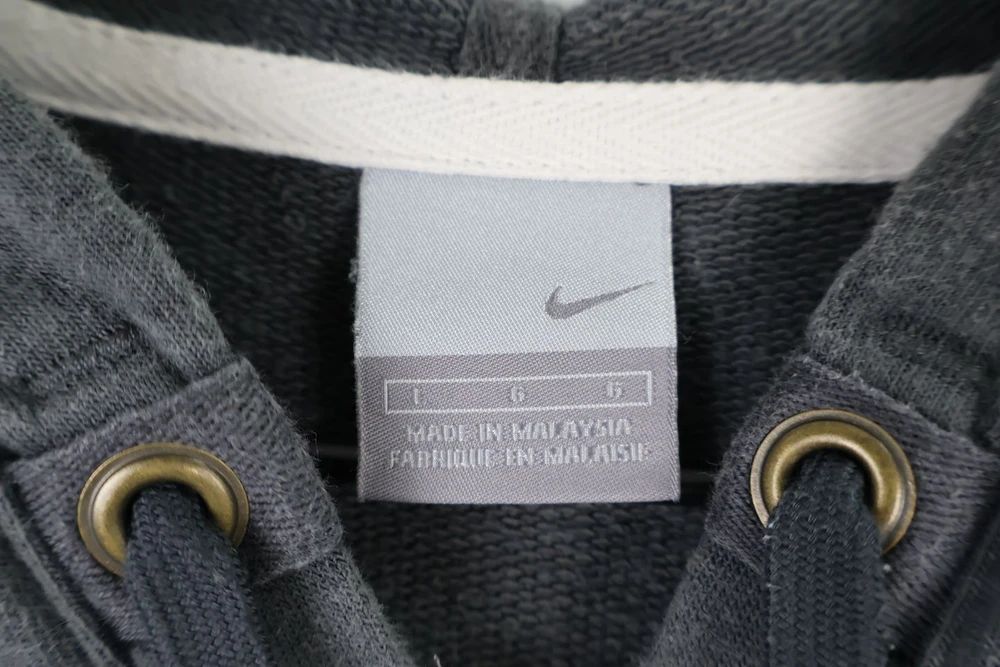 L G G
MADE IN MALAYSIA
FABRIQUE EN MALAISIE